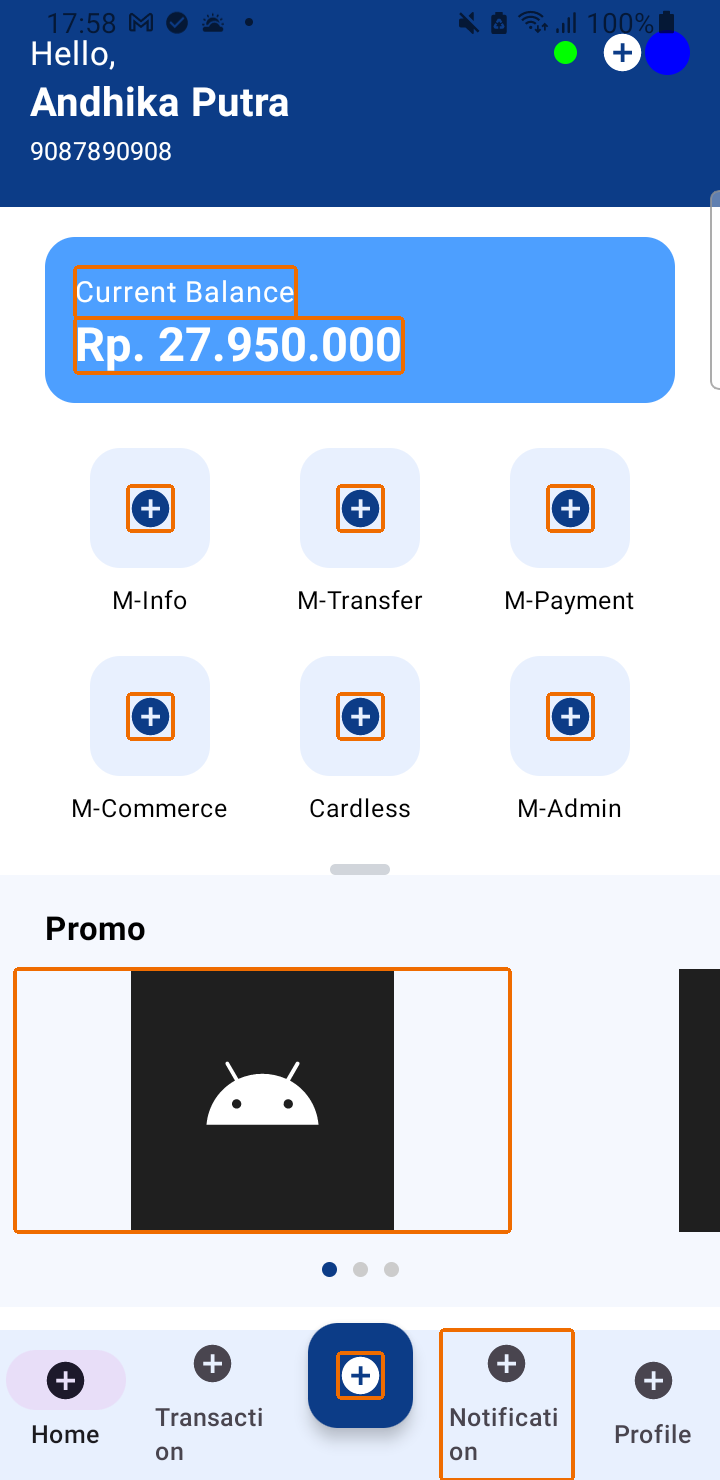 17:58 100%
Hello,
Andhika Putra
9087890908
Current Balance
Rp. 27.950.000
M-Info M-Transfer M-Payment
M-Commerce Cardless M-Admin
Promo
Home Transacti
on Notificati
on Profile